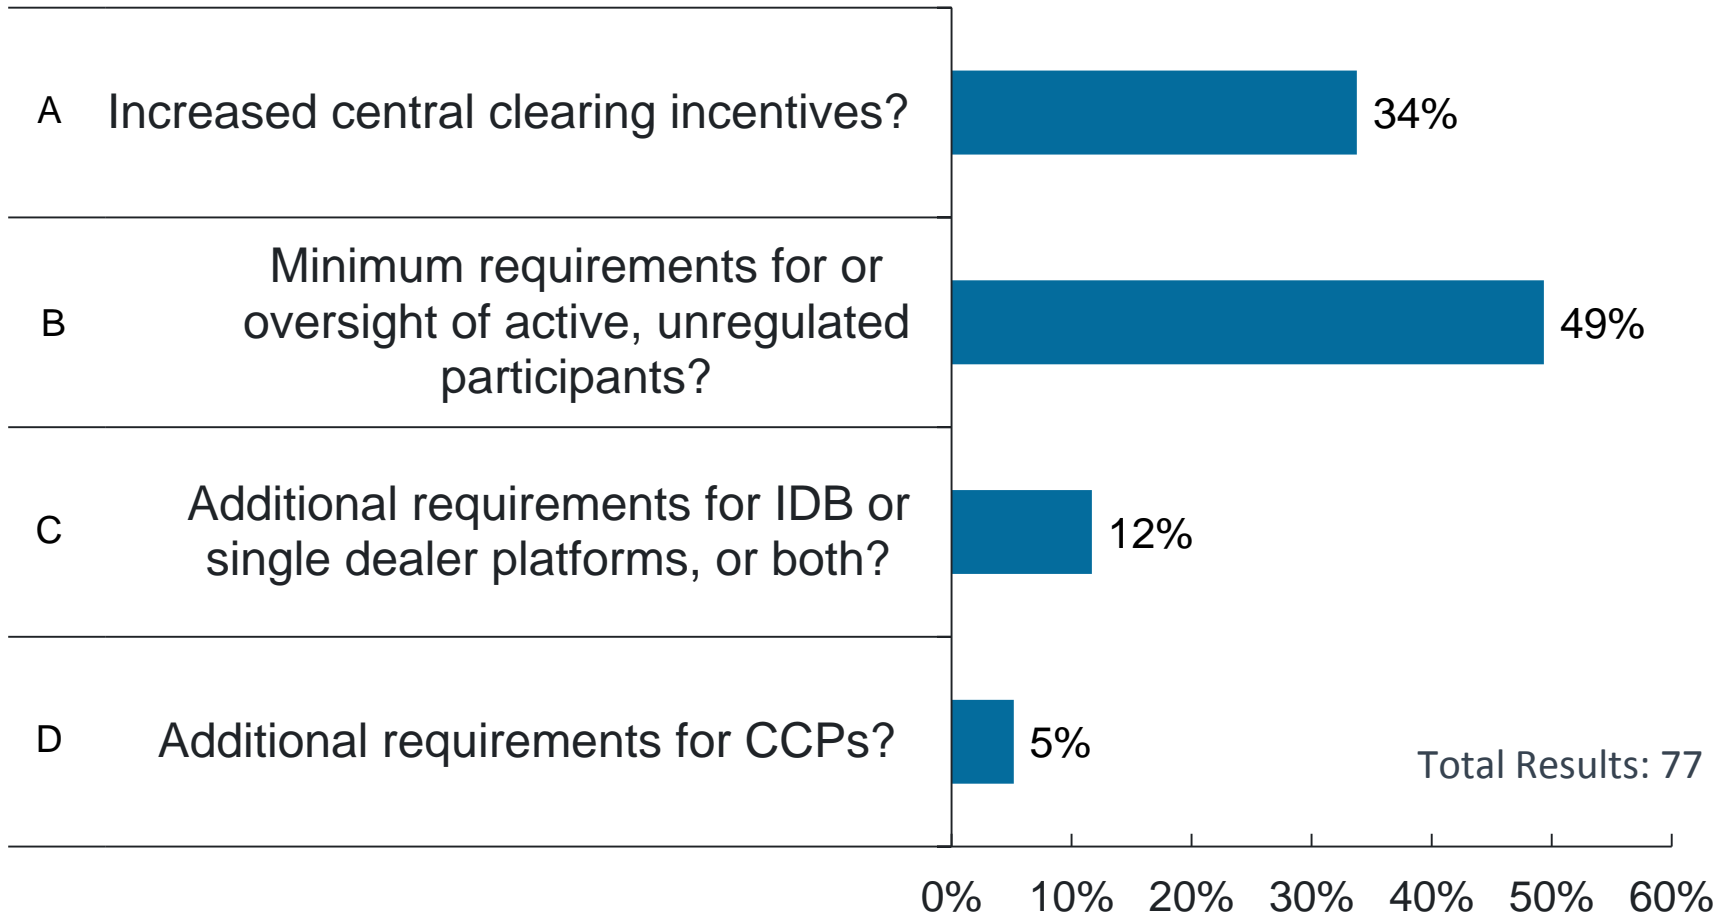 A
Increased central clearing incentives?
34%
B
Minimum requirements for or
oversight of active, unregulated
participants?
49%
C
Additional requirements for IDB or
single dealer platforms, or both?
12%
D
Additional requirements for CCPs?
5%
Total Results: 77
0% 10% 20% 30% 40% 50% 60%